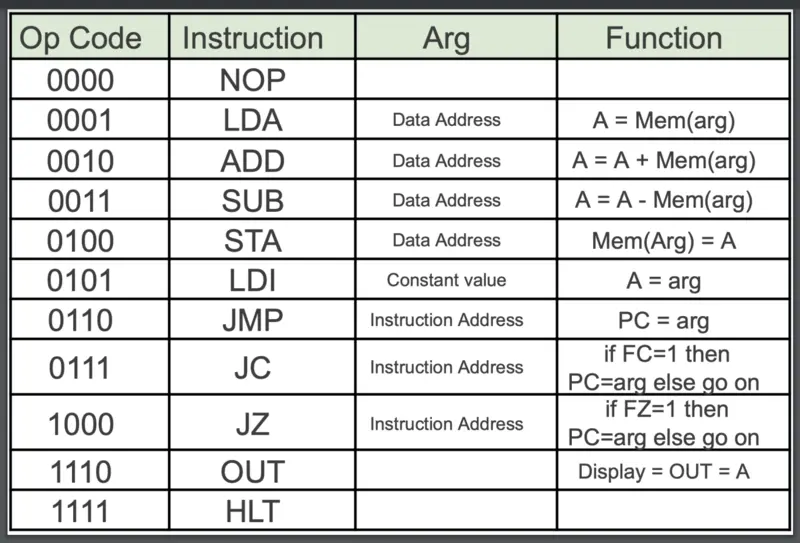 Op Code Instruction Arg Function
0000 NOP
0001 LDA Data Address A = Mem(arg)
0010 ADD Data Address A = A + Mem(arg)
0011 SUB Data Address A = A - Mem(arg)
0100 STA Data Address Mem(Arg) = A
0101 LDI Constant value A = arg
0110 JMP Instruction Address PC = arg
0111 JC Instruction Address if FC=1 then
PC=arg else go on
1000 JZ Instruction Address if FZ=1 then
PC=arg else go on
1110 OUT Display = OUT = A
1111 HLT